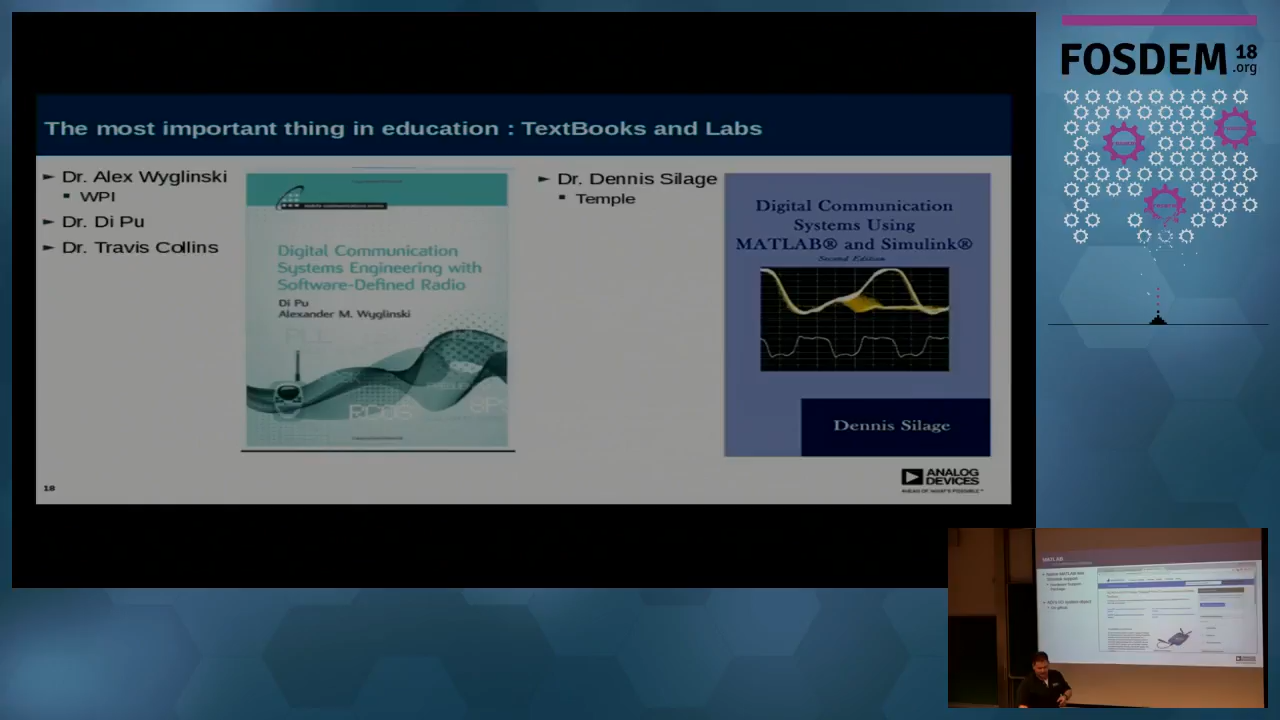 The most important thing in education : TextBooks and Labs
► Dr. Alex Wyglinski
▪ WPI
► Dr. Di Pu
► Dr. Travis Collins
Digital Communication
Systems Engineering with
Software-Defined Radio
Di Pu
Alexander M. Wyglinski
► Dr. Dennis Silage
▪ Temple
Digital Communication
Systems Using
MATLAB® and Simulink®
Second Edition
Dennis Silage
18
ANALOG
DEVICES
AHEAD OF WHAT'S POSSIBLE™
FOSDEM 18
.org
MATLAB